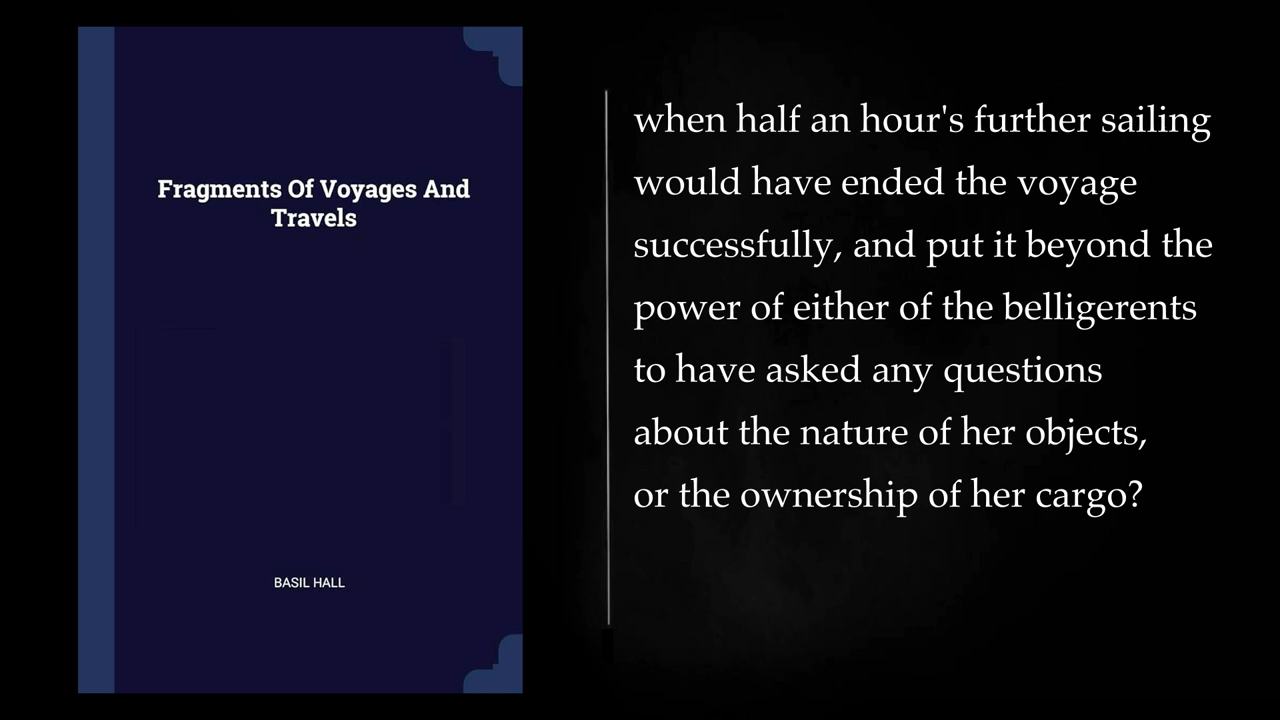 Fragments Of Voyages And
Travels
BASIL HALL
when half an hour's further sailing
would have ended the voyage
successfully, and put it beyond the
power of either of the belligerents
to have asked any questions
about the nature of her objects,
or the ownership of her cargo?